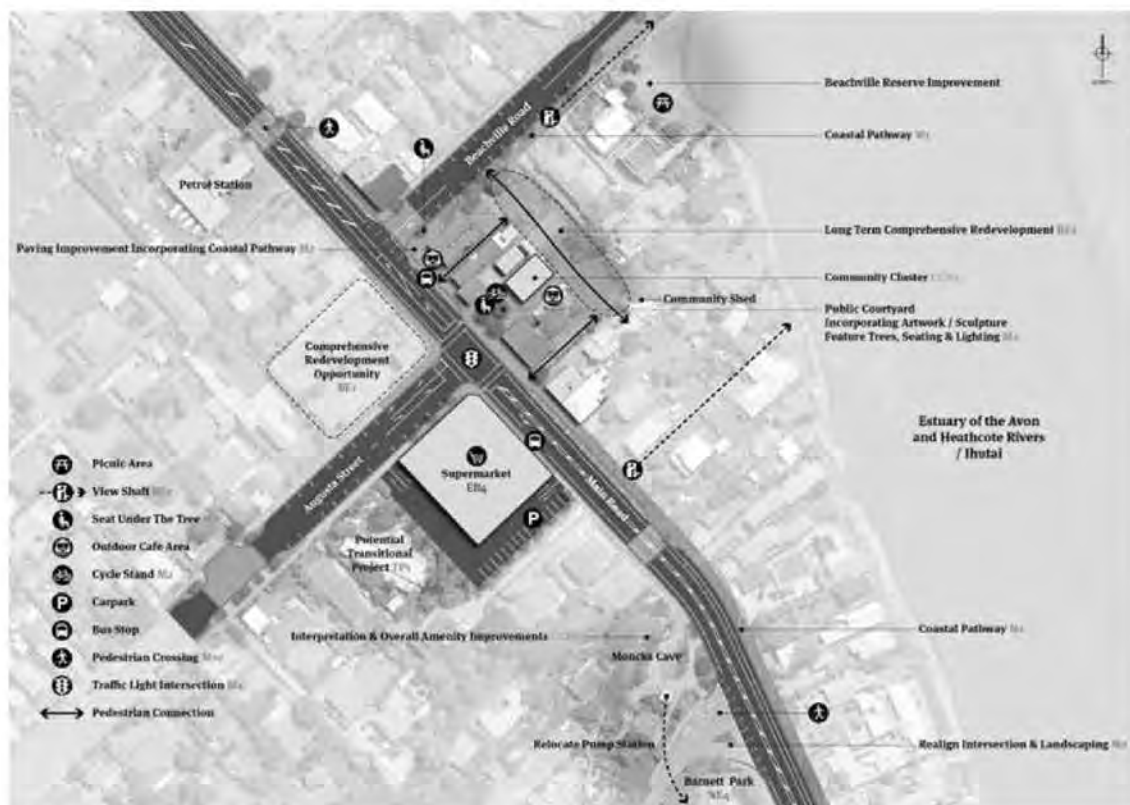 Beachville Reserve Improvement
Beachville Road
Coastal Pathway
Petrol Station
Paving Improvement Incorporating Coastal Pathway
Long Term Comprehensive Redevelopment
Community Cluster
Community Shed
Public Courtyard
Incorporating Artwork / Sculpture
Feature Trees, Seating & Lighting
Comprehensive
Redevelopment
Opportunity
Estuary of the Avon
and Heathcote Rivers
/ Ihutai
Picnic Area
View Shaft
Seat Under The Tree
Outdoor Cafe Area
Cycle Stand
P Carpark
Bus Stop
Pedestrian Crossing
Traffic Light Intersection
Pedestrian Connection
Augusta Street
Supermarket
EB4
Main Road
P
Potential
Transitional
Project
Interpretation & Overall Amenity Improvements
Moncks Cave
Coastal Pathway
Relocate Pump Station
Realign Intersection & Landscaping
Barnett Park
NE4